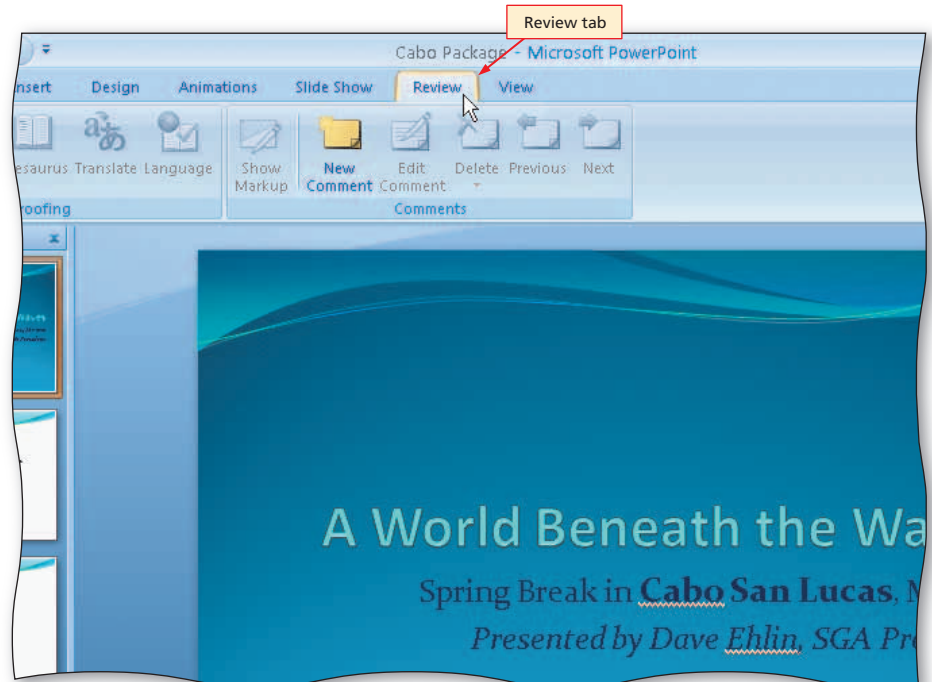 Review tab
Cabo Package - Microsoft PowerPoint
nsert Design Animations Slide Show Review View
esaurus Translate Language Show Markup New Comment Edit Comment Delete Previous Next
roofing Comments
A World Beneath the Wa
Spring Break in Cabo San Lucas, M
Presented by Dave Ehlin, SGA Pre